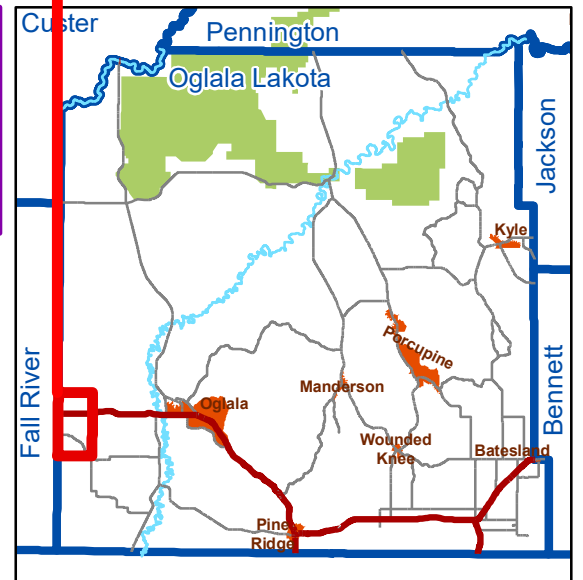 Custer
Pennington
Oglala Lakota
Jackson
Kyle
Porcupine
Fall River
Oglala
Manderson
Bennett
Wounded
Knee
Batesland
Pine
Ridge